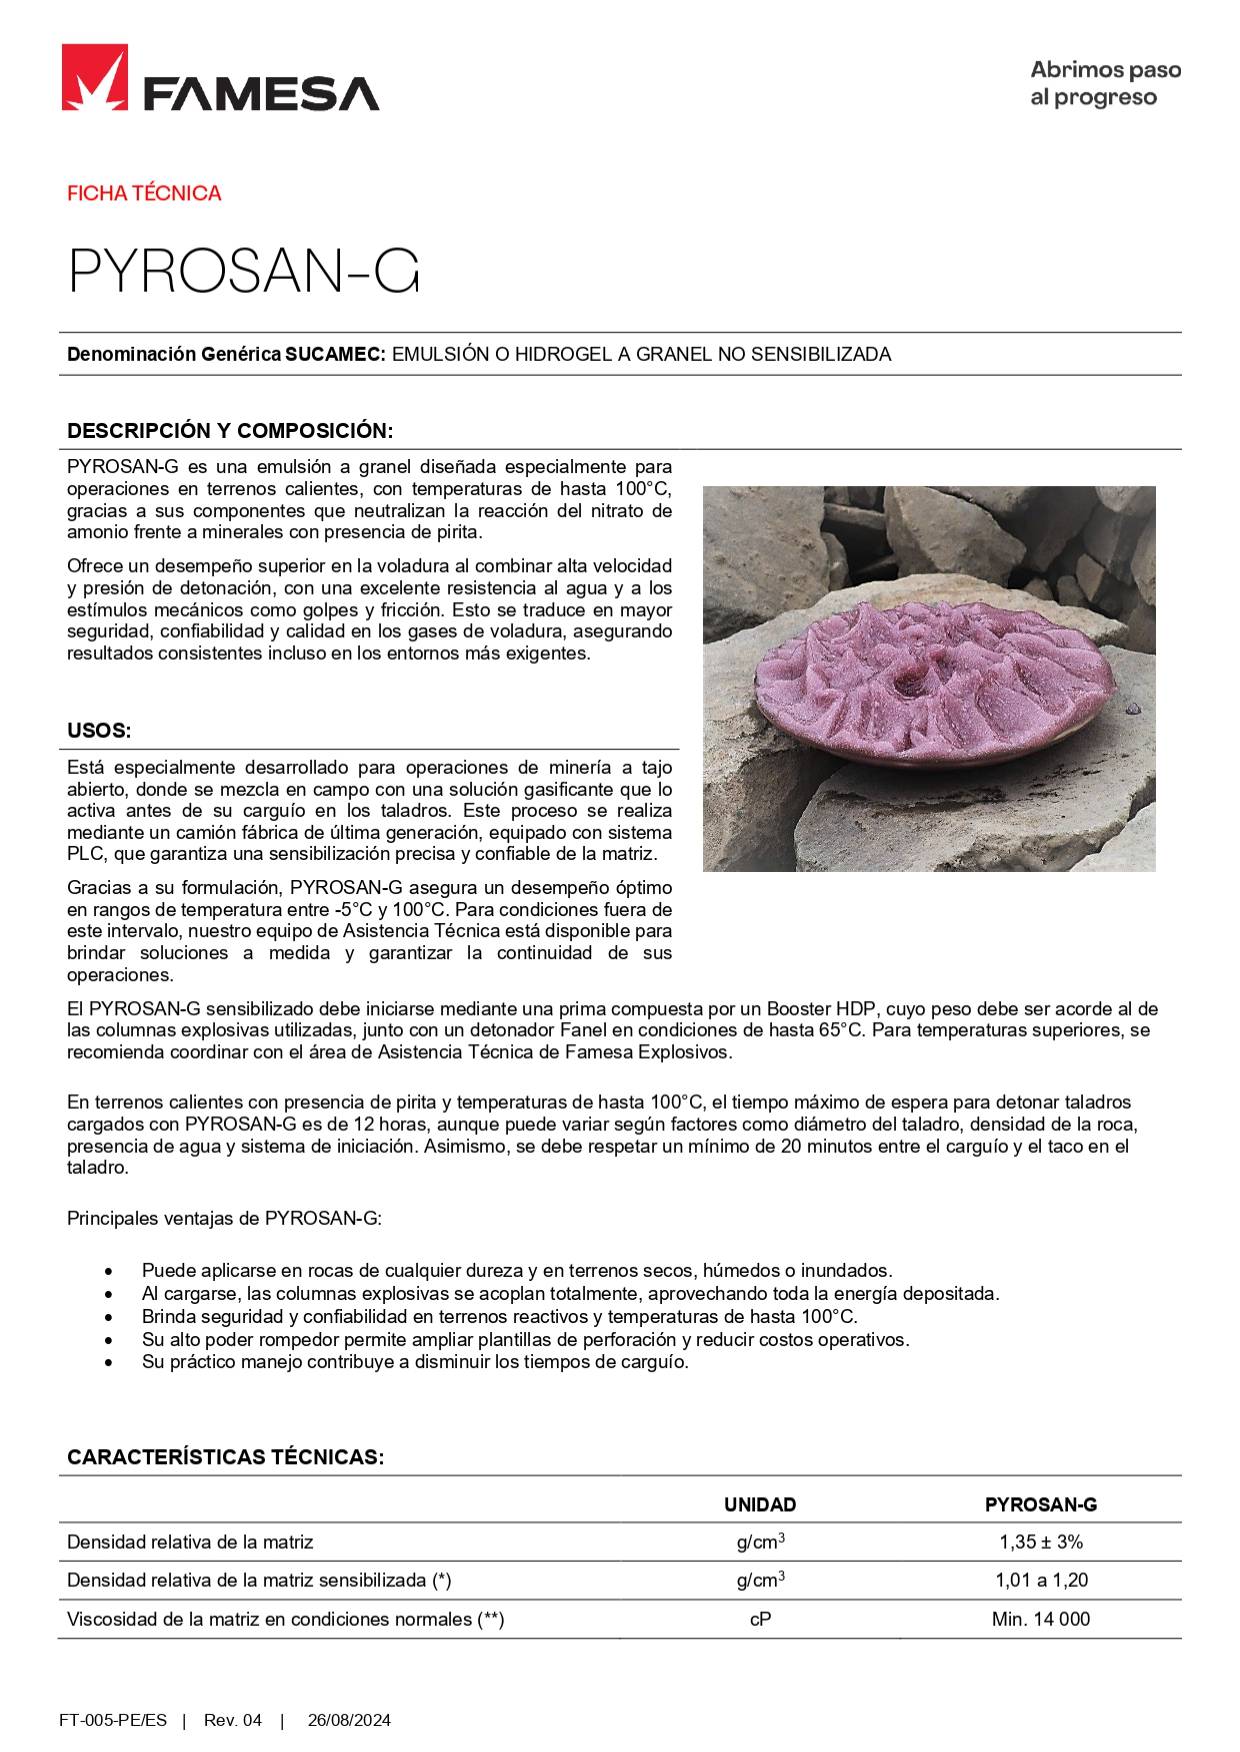 FAMESA
Abrimos paso
al progreso
FICHA TÉCNICA
PYROSAN-G
Denominación Genérica SUCAMEC: EMULSIÓN O HIDROGEL A GRANEL NO SENSIBILIZADA
DESCRIPCIÓN Y COMPOSICIÓN:
PYROSAN-G es una emulsión a granel diseñada especialmente para
operaciones en terrenos calientes, con temperaturas de hasta 100°C,
gracias a sus componentes que neutralizan la reacción del nitrato de
amonio frente a minerales con presencia de pirita.
Ofrece un desempeño superior en la voladura al combinar alta velocidad
y presión de detonación, con una excelente resistencia al agua y a los
estímulos mecánicos como golpes y fricción. Esto se traduce en mayor
seguridad, confiabilidad y calidad en los gases de voladura, asegurando
resultados consistentes incluso en los entornos más exigentes.
USOS:
Está especialmente desarrollado para operaciones de minería a tajo
abierto, donde se mezcla en campo con una solución gasificante que lo
activa antes de su carguío en los taladros. Este proceso se realiza
mediante un camión fábrica de última generación, equipado con sistema
PLC, que garantiza una sensibilización precisa y confiable de la matriz.
Gracias a su formulación, PYROSAN-G asegura un desempeño óptimo
en rangos de temperatura entre -5°C y 100°C. Para condiciones fuera de
este intervalo, nuestro equipo de Asistencia Técnica está disponible para
brindar soluciones a medida y garantizar la continuidad de sus
operaciones.
El PYROSAN-G sensibilizado debe iniciarse mediante una prima compuesta por un Booster HDP, cuyo peso debe ser acorde al de
las columnas explosivas utilizadas, junto con un detonador Fanel en condiciones de hasta 65°C. Para temperaturas superiores, se
recomienda coordinar con el área de Asistencia Técnica de Famesa Explosivos.
En terrenos calientes con presencia de pirita y temperaturas de hasta 100°C, el tiempo máximo de espera para detonar taladros
cargados con PYROSAN-G es de 12 horas, aunque puede variar según factores como diámetro del taladro, densidad de la roca,
presencia de agua y sistema de iniciación. Asimismo, se debe respetar un mínimo de 20 minutos entre el carguío y el taco en el
taladro.
Principales ventajas de PYROSAN-G:
• Puede aplicarse en rocas de cualquier dureza y en terrenos secos, húmedos o inundados.
• Al cargarse, las columnas explosivas se acoplan totalmente, aprovechando toda la energía depositada.
• Brinda seguridad y confiabilidad en terrenos reactivos y temperaturas de hasta 100°C.
• Su alto poder rompedor permite ampliar plantillas de perforación y reducir costos operativos.
• Su práctico manejo contribuye a disminuir los tiempos de carguío.
CARACTERÍSTICAS TÉCNICAS:
UNIDAD PYROSAN-G
Densidad relativa de la matriz g/cm³ 1,35 ± 3%
Densidad relativa de la matriz sensibilizada (*) g/cm³ 1,01 a 1,20
Viscosidad de la matriz en condiciones normales (**) cP Min. 14 000
FT-005-PE/ES | Rev. 04 | 26/08/2024